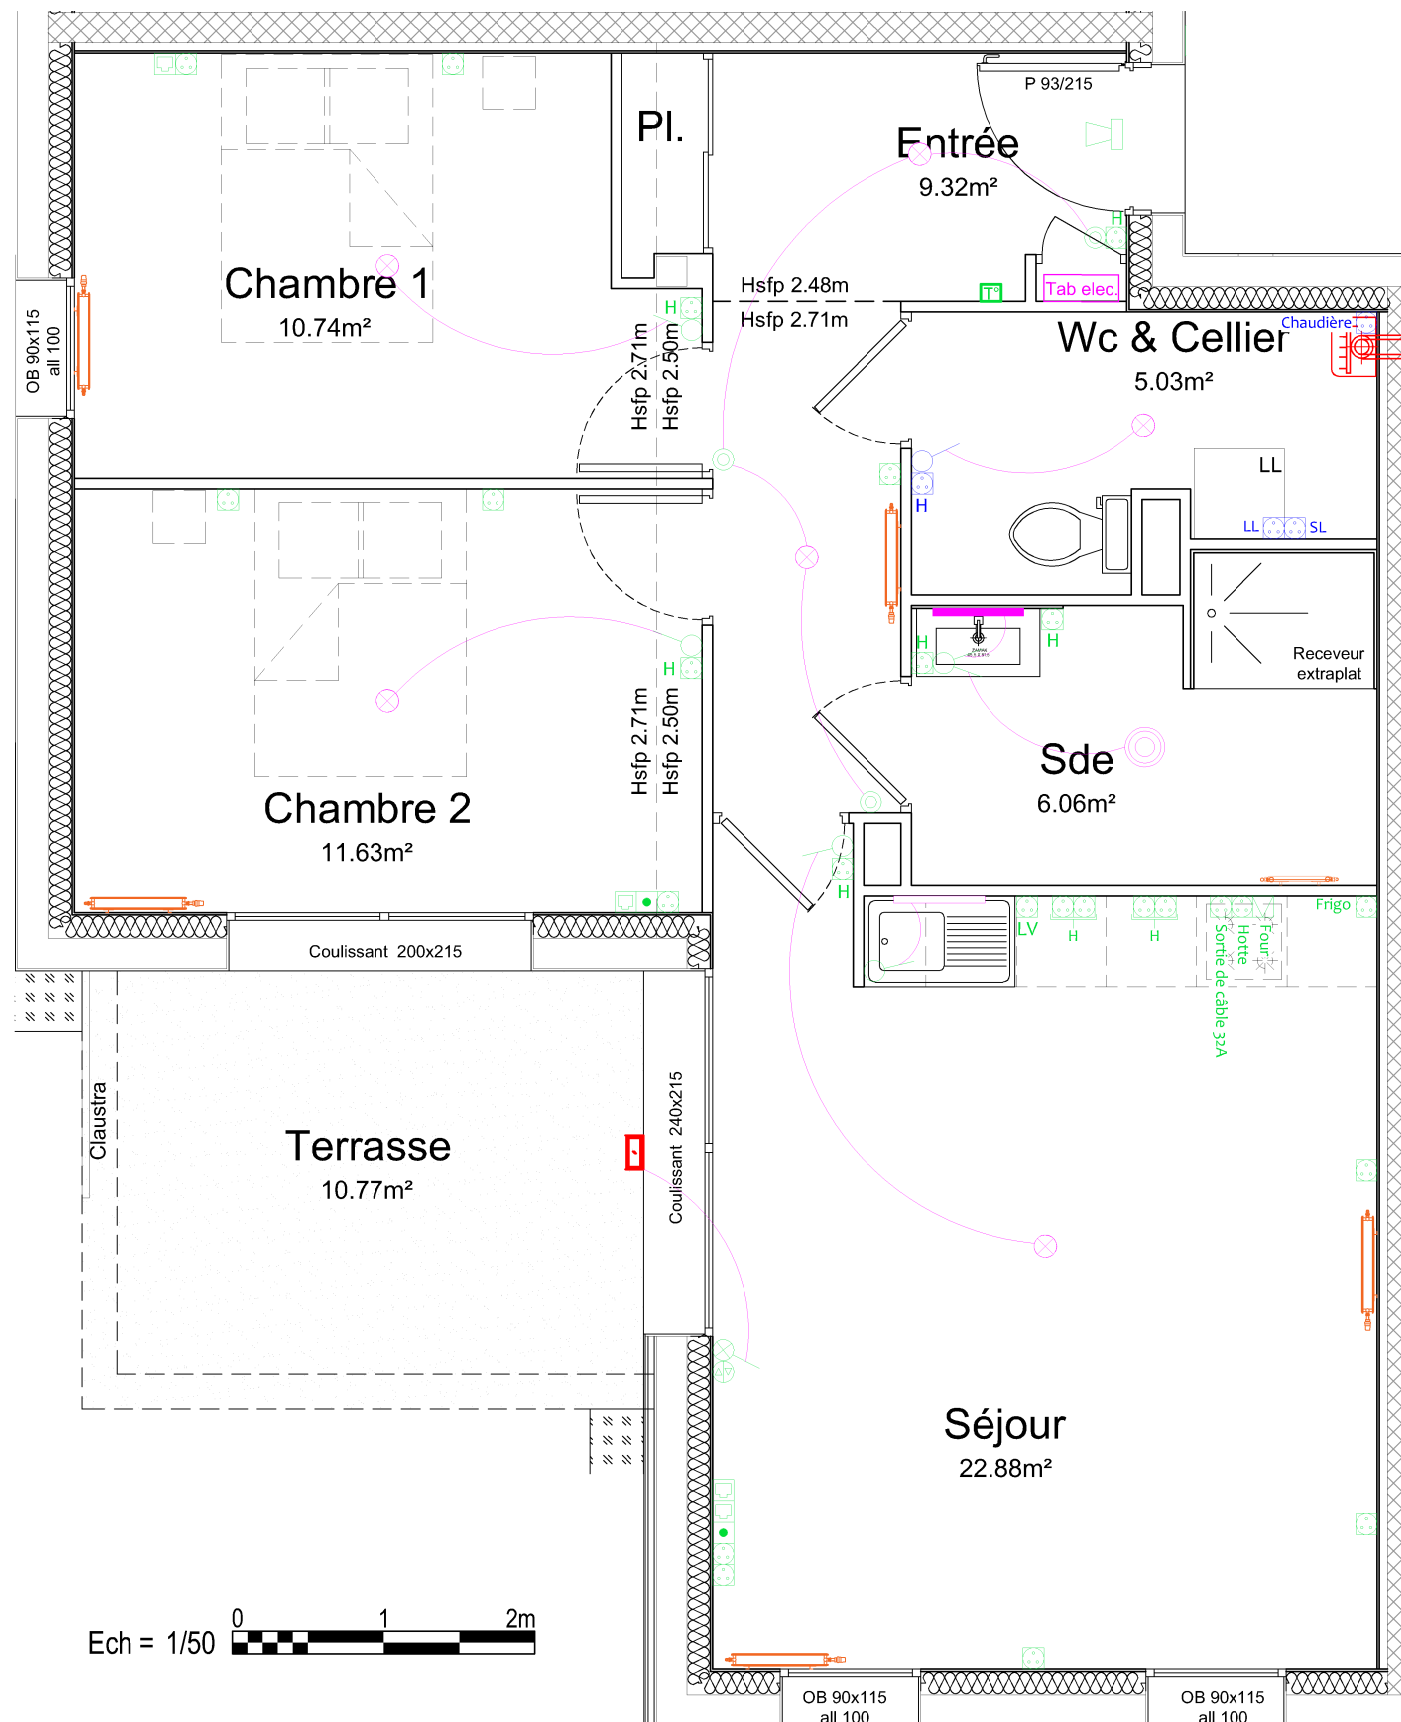 P 93/215
Pl.
Entrée
9.32m²
H
Chambre 1
10.74m²
Hsfp 2.48m
Hsfp 2.71m
T°
Tab elec.
Wc & Cellier
5.03m²
Chaudière
OB 90x115
all 100
H
Hsfp 2.71m
Hsfp 2.50m
LL
H
LL
SL
H
H
Receveur
extraplat
H
Hsfp 2.71m
Hsfp 2.50m
Sde
6.06m²
Chambre 2
11.63m²
H
Coulissant 200x215
LV
H
H
Sortie de câble 32A
Hotte
Four
Frigo
Claustra
Terrasse
10.77m²
Coulissant 240x215
Séjour
22.88m²
Ech = 1/50
0 1 2m
OB 90x115
all 100
OB 90x115
all 100